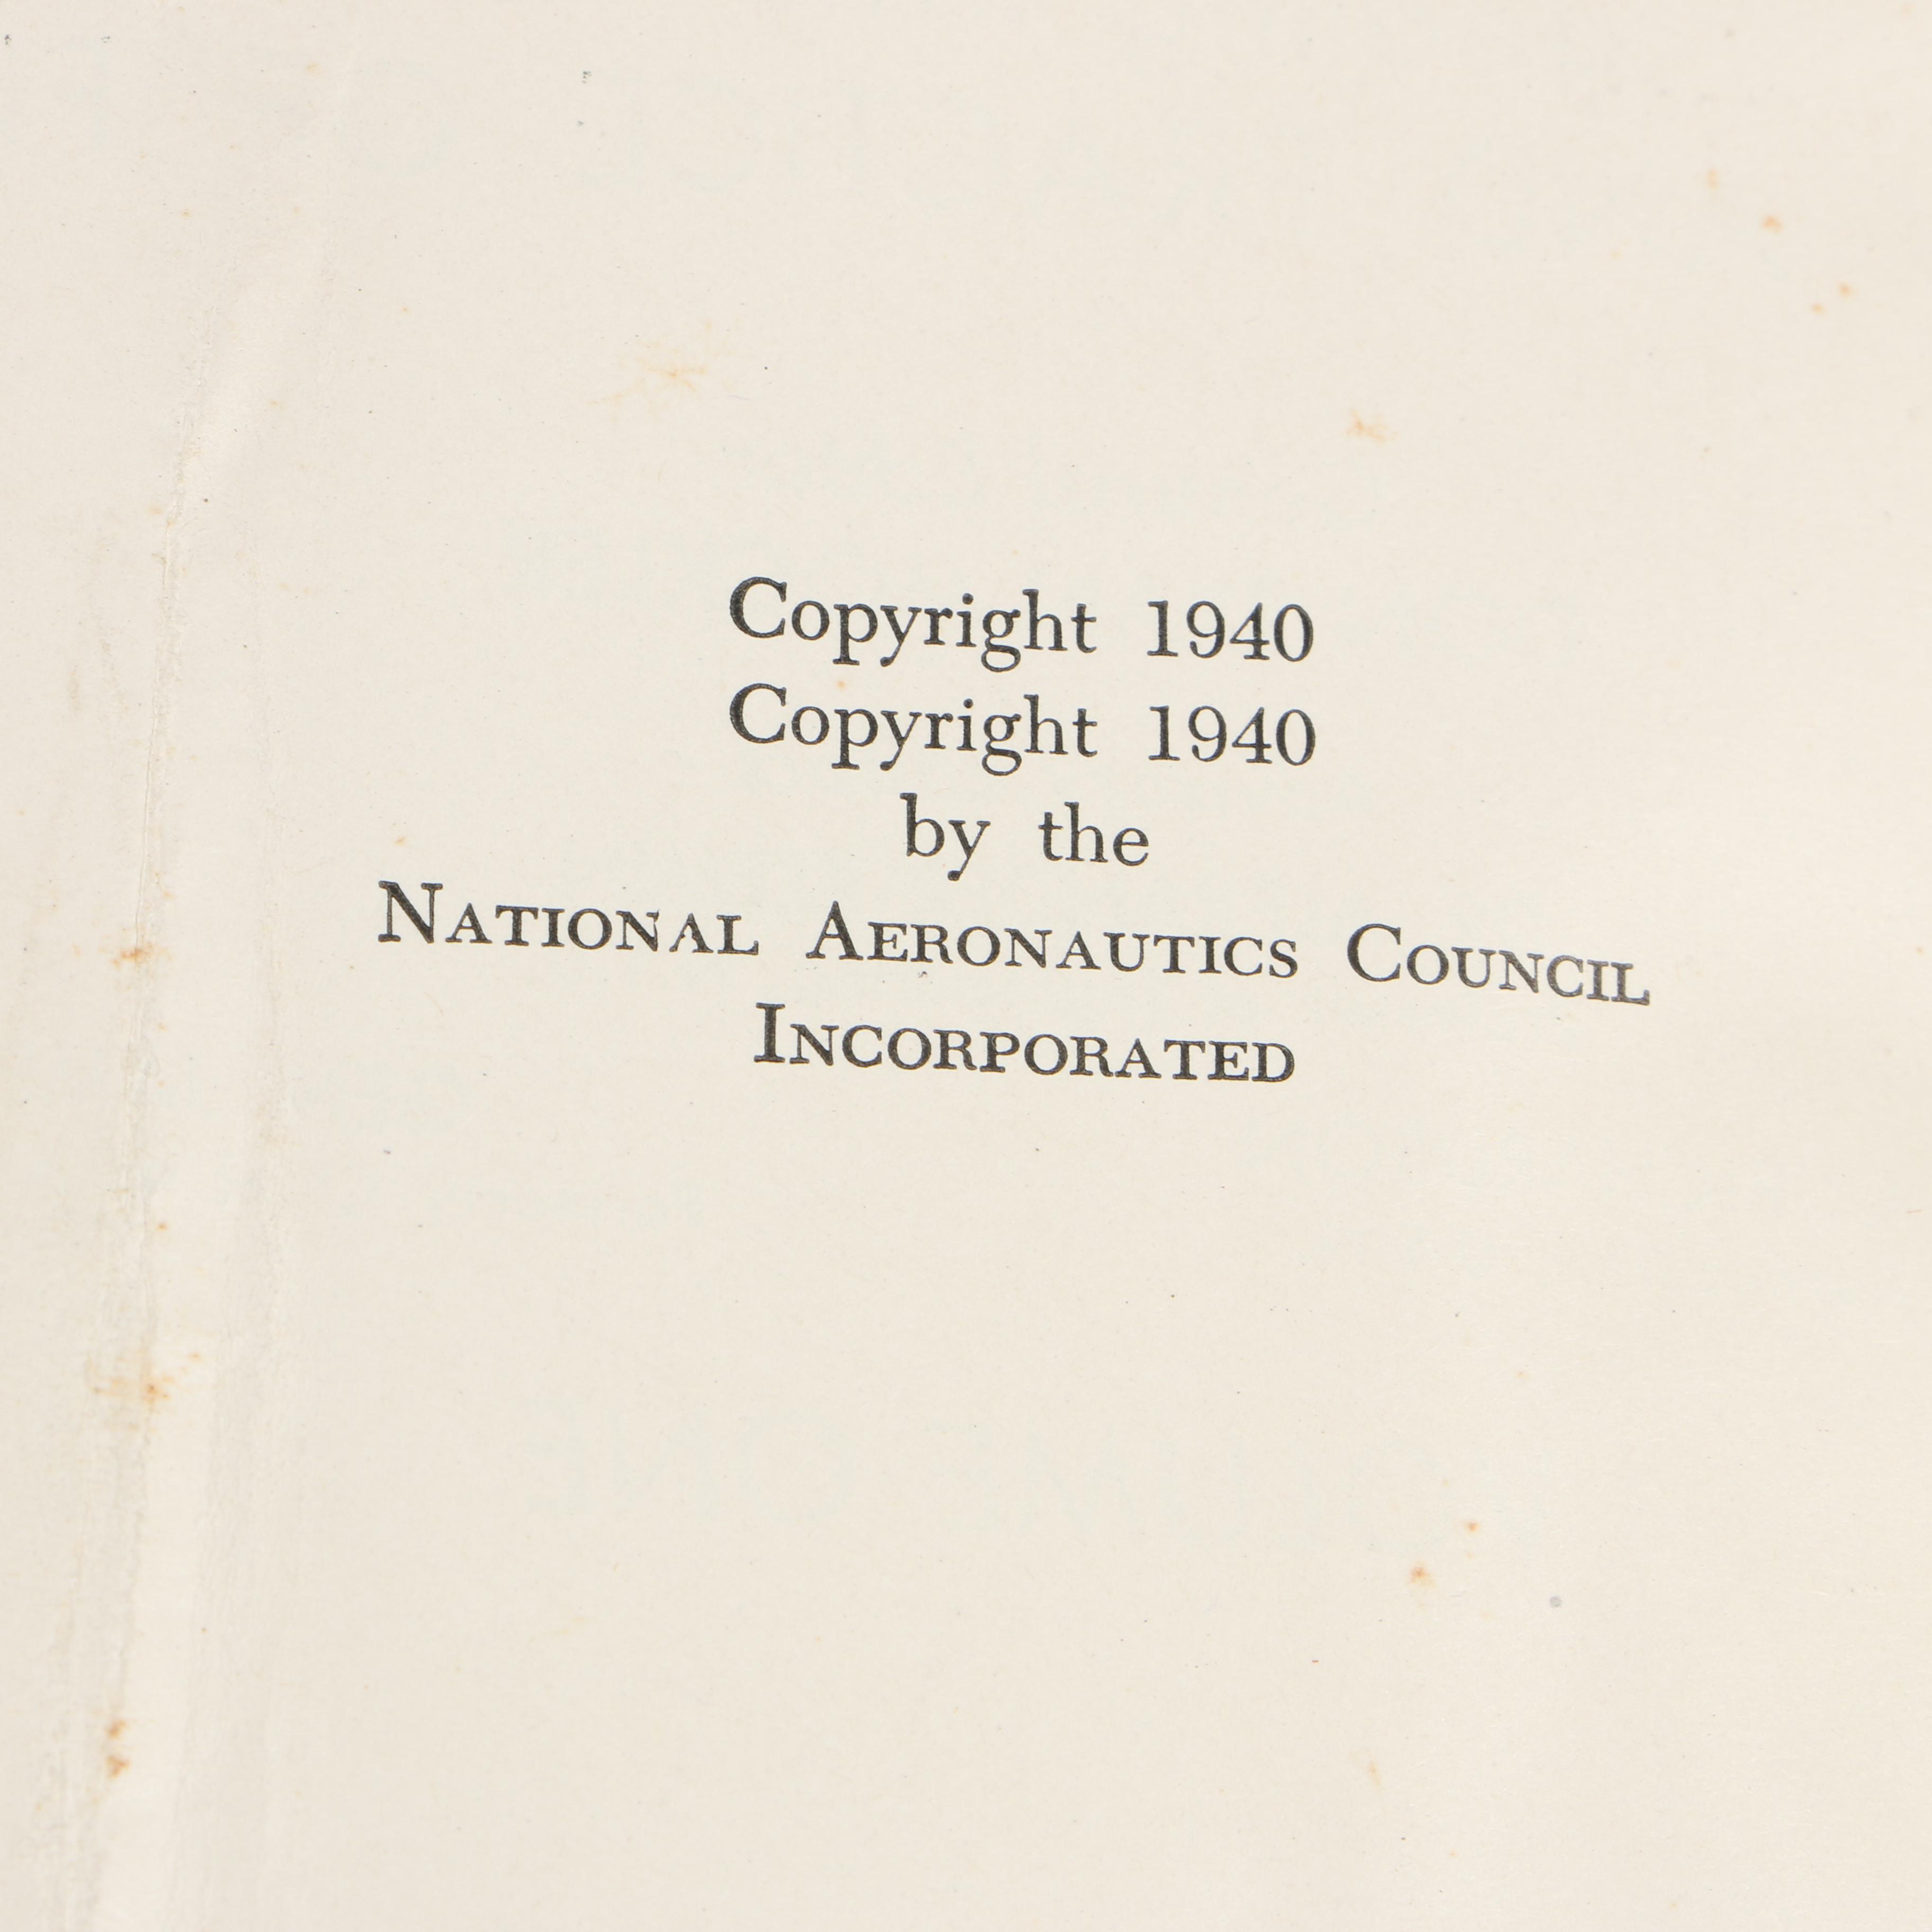 Copyright 1940
Copyright 1940
by the
NATIONAL AERONAUTICS COUNCIL
INCORPORATED